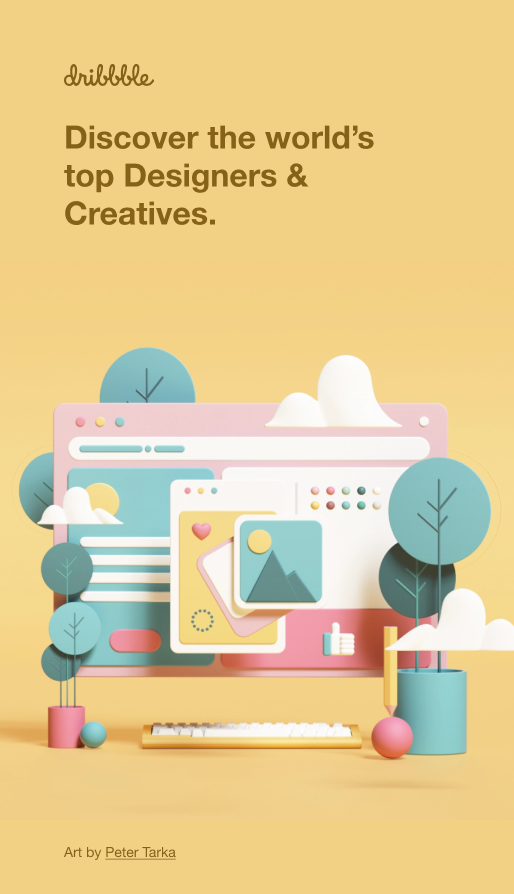 dribbble
Discover the world’s
top Designers &
Creatives.
Art by Peter Tarka